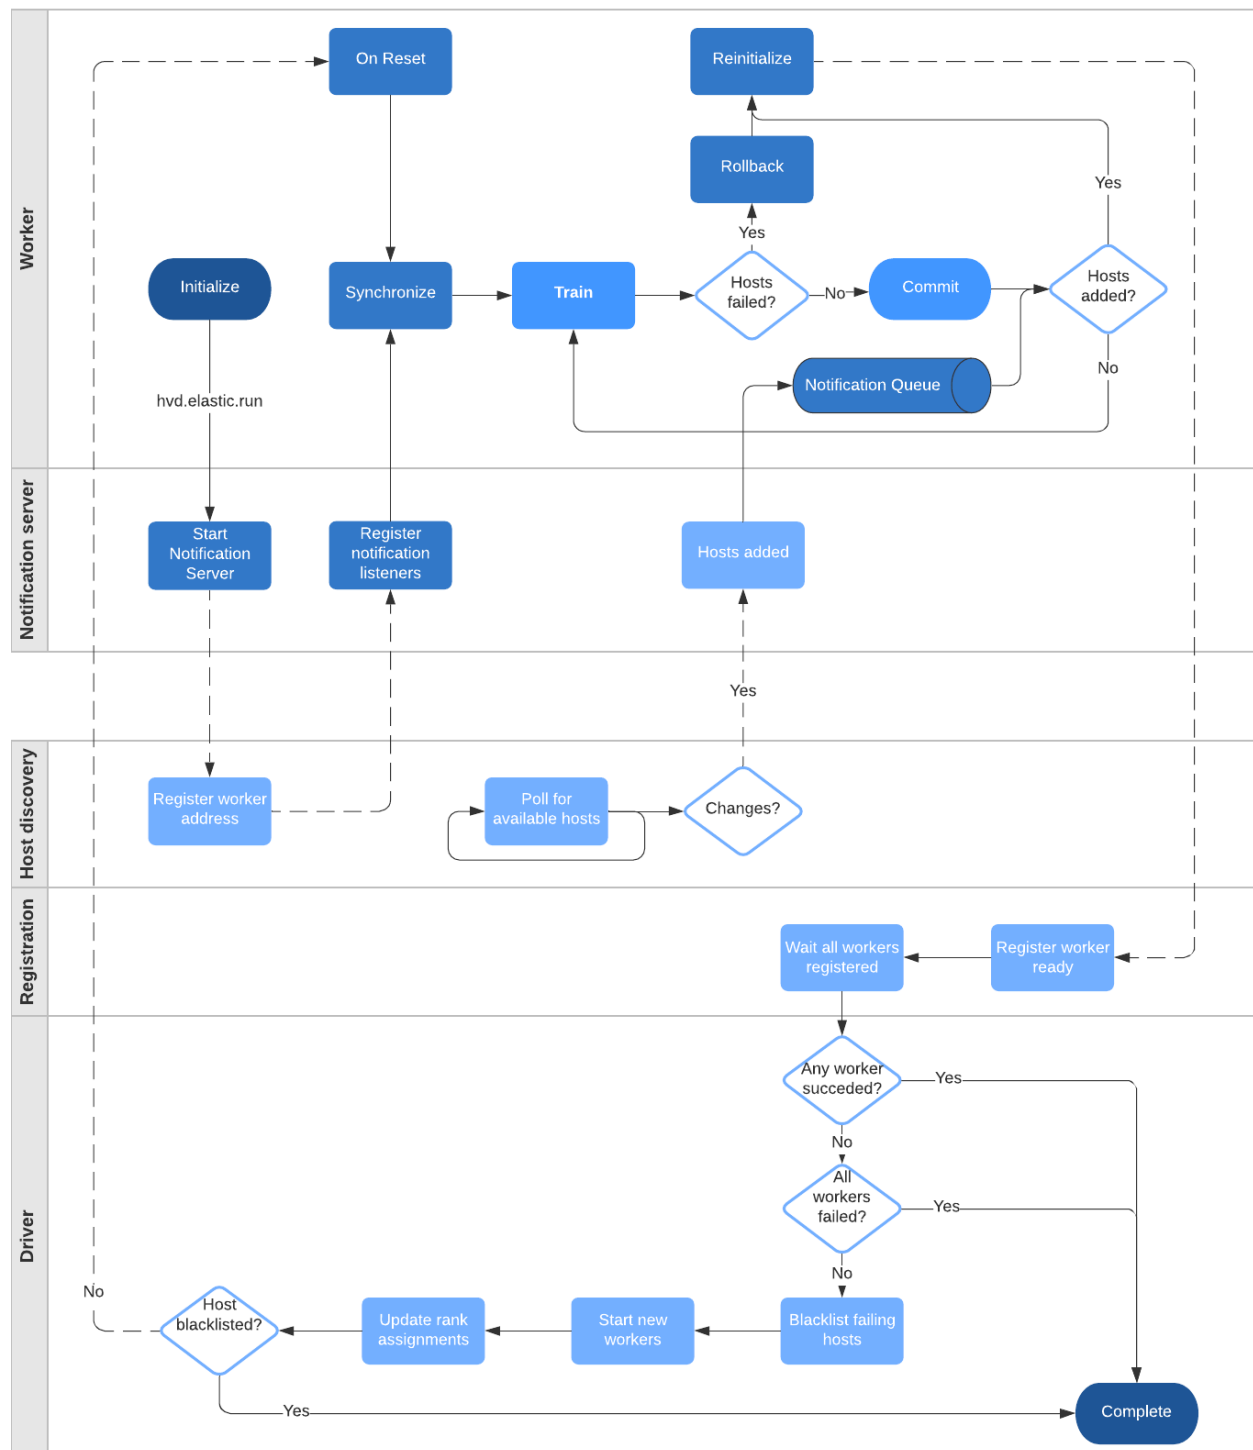 Worker
On Reset
Reinitialize
Rollback
Yes
Yes
Initialize
Synchronize
Train
Hosts
failed?
No
Commit
Hosts
added?
Notification Queue
No
hvd.elastic.run
Notification server
Start
Notification
Server
Register
notification
listeners
Hosts added
Yes
Host discovery
Register worker
address
Poll for
available hosts
Changes?
Registration
Wait all workers
registered
Register worker
ready
Driver
Any worker
succeded?
Yes
No
All
workers
failed?
Yes
No
No
Host
blacklisted?
Update rank
assignments
Start new
workers
Blacklist failing
hosts
Yes
Complete